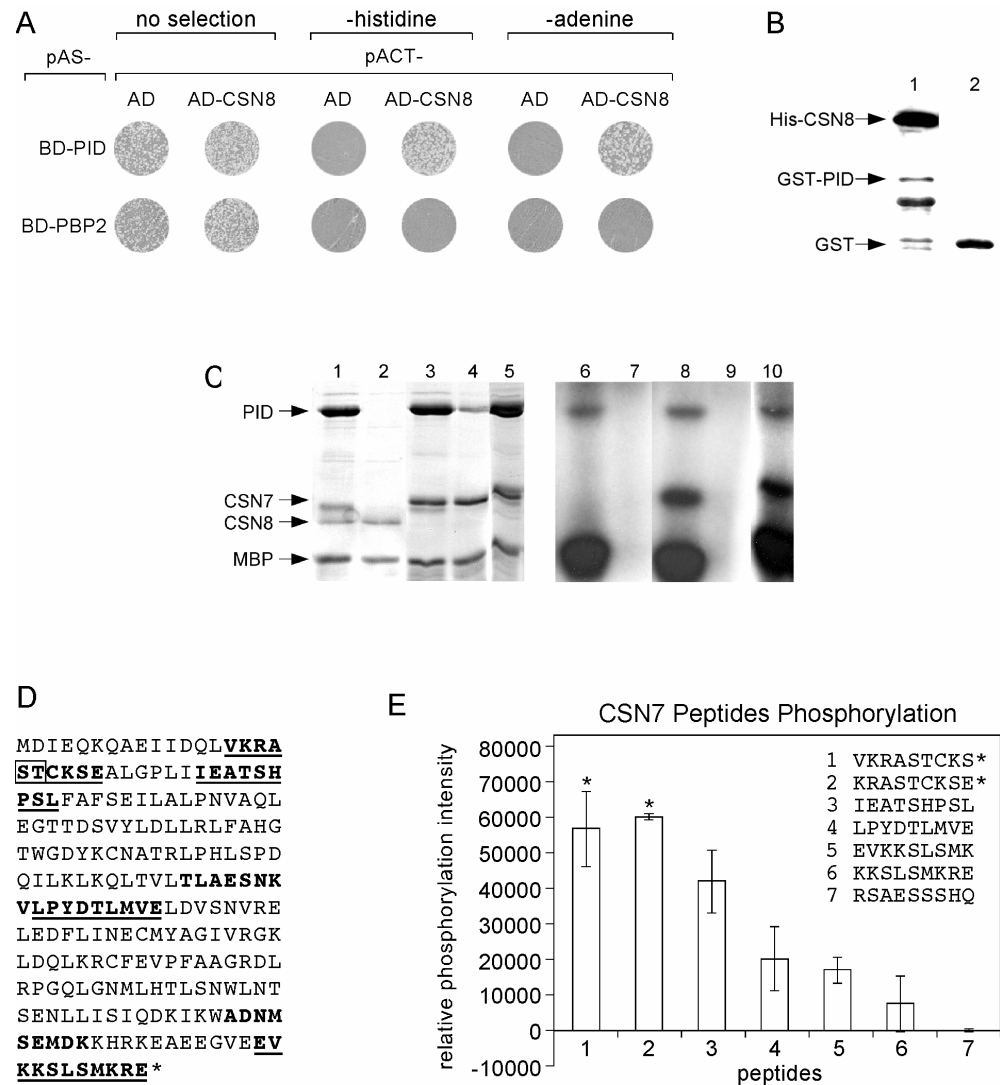 A
no selection -histidine -adenine
pAS- pACT-
AD AD-CSN8 AD AD-CSN8 AD AD-CSN8
BD-PID
BD-PBP2
B
1 2
His-CSN8
GST-PID
GST
C
1 2 3 4 5 6 7 8 9 10
PID
CSN7
CSN8
MBP
D
MDIEQKQAEIIDQLVKRA
STCKSEALGPLIIEATSH
PSLFAFSEILALPNVAQL
EGTTDSVYLDLLRLFAHG
TWGDYKCNATRLPHLSPD
QILKLKQLTVLTLAESNK
VLPYDTLMVELDVSNVRE
LEDFLINECMYAGIVRGK
LDQLKRCFEVPFAAGRDL
RPGQLGNMLHTLSNWLNT
SENLLISIQDKIKWADNM
SEMDKKHRKEAEEGVEEV
KKSLSMKRE*
E
CSN7 Peptides Phosphorylation
relative phosphorylation intensity
80000
70000
60000
50000
40000
30000
20000
10000
0
-10000
* *
1 VKRASTCKS*
2 KRASTCKSE*
3 IEATSHPSL
4 LPYDTLMVE
5 EVKKSLSMK
6 KKSLSMKRE
7 RSAESSSHQ
1 2 3 4 5 6 7
peptides